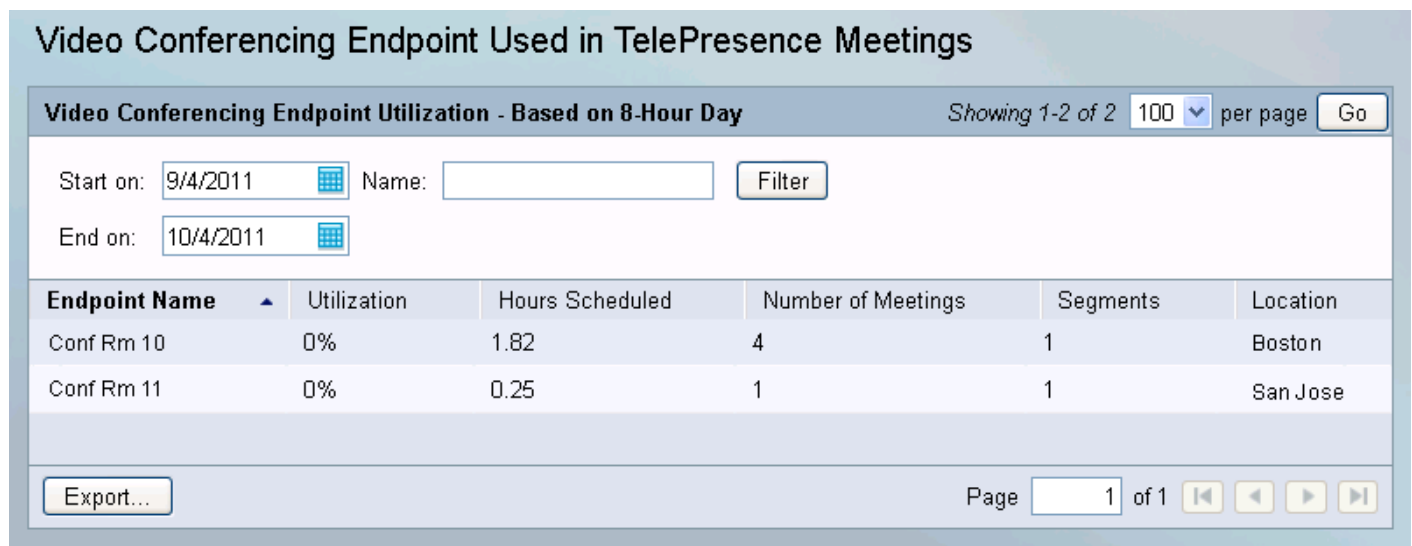 Video Conferencing Endpoint Used in TelePresence Meetings
Video Conferencing Endpoint Utilization - Based on 8-Hour Day Showing 1-2 of 2 100 per page Go
Start on: 9/4/2011 Name: Filter
End on: 10/4/2011
Endpoint Name Utilization Hours Scheduled Number of Meetings Segments Location
Conf Rm 10 0% 1.82 4 1 Boston
Conf Rm 11 0% 0.25 1 1 San Jose
Export... Page 1 of 1